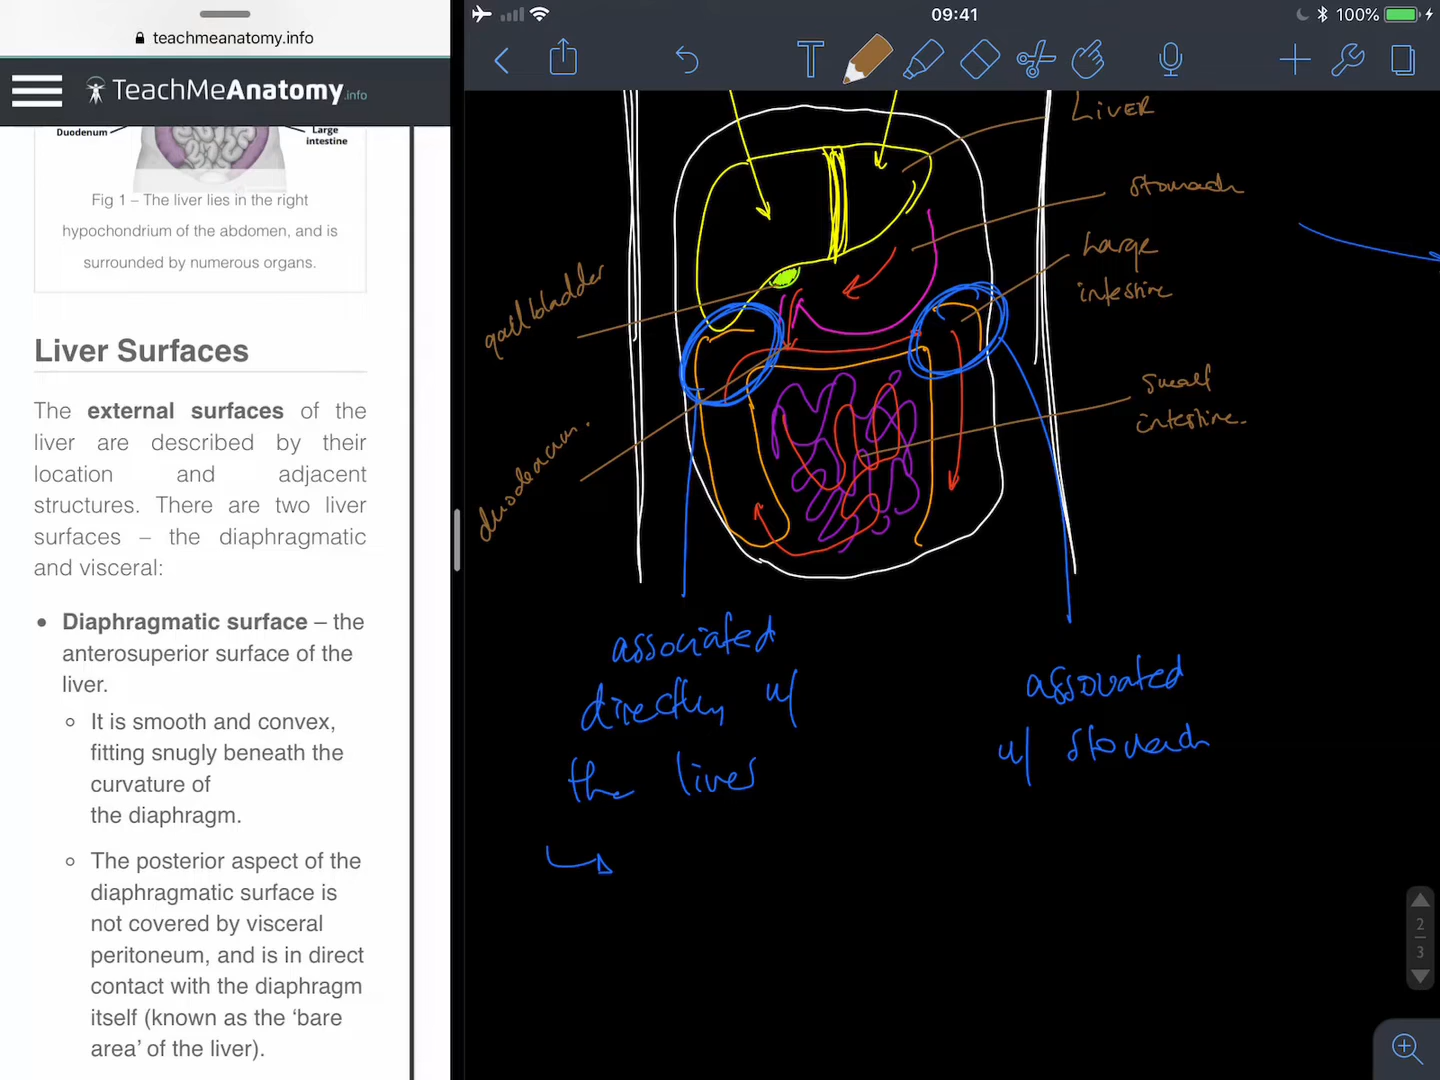 teachmeanatomy.info
TeachMeAnatomy.info
Duodenum
Large
intestine
Fig 1 – The liver lies in the right
hypochondrium of the abdomen, and is
surrounded by numerous organs.
Liver Surfaces
The external surfaces of the
liver are described by their
location and adjacent
structures. There are two liver
surfaces – the diaphragmatic
and visceral:
• Diaphragmatic surface – the
anterosuperior surface of the
liver.
It is smooth and convex,
fitting snugly beneath the
curvature of
the diaphragm.
The posterior aspect of the
diaphragmatic surface is
not covered by visceral
peritoneum, and is in direct
contact with the diaphragm
itself (known as the ‘bare
area’ of the liver).
09:41
100%
T
LIVER
stomach
Large
intestine
small
intestine.
gallbladder
duodenum.
associated
directly w/
the liver
associated
w/ stomach
2
3